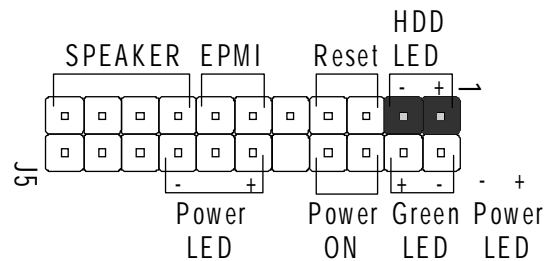 HDD
SPEAKER EPMI Reset LED
- + 1
J5
- + + - - +
Power Power Green Power
LED ON LED LED